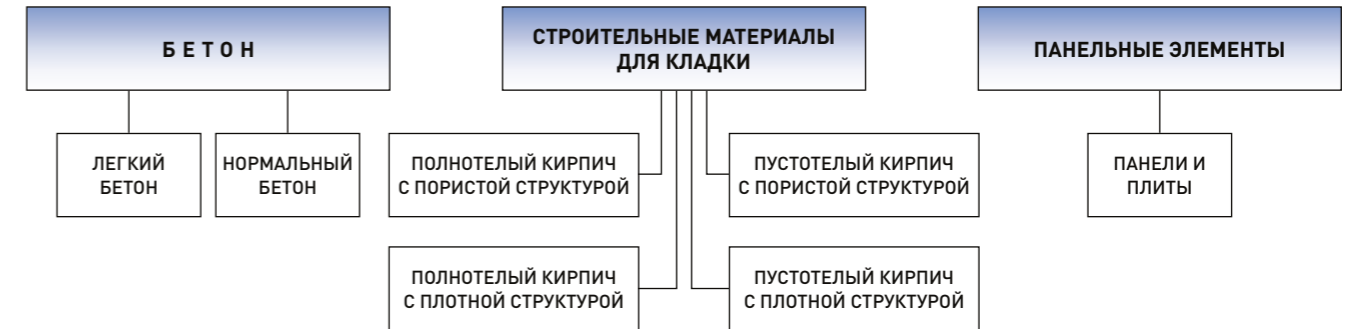 БЕТОН
СТРОИТЕЛЬНЫЕ МАТЕРИАЛЫ
ДЛЯ КЛАДКИ
ПАНЕЛЬНЫЕ ЭЛЕМЕНТЫ
ЛЕГКИЙ
БЕТОН
НОРМАЛЬНЫЙ
БЕТОН
ПОЛНОТЕЛЫЙ КИРПИЧ
С ПОРИСТОЙ СТРУКТУРОЙ
ПУСТОТЕЛЫЙ КИРПИЧ
С ПОРИСТОЙ СТРУКТУРОЙ
ПАНЕЛИ И
ПЛИТЫ
ПОЛНОТЕЛЫЙ КИРПИЧ
С ПЛОТНОЙ СТРУКТУРОЙ
ПУСТОТЕЛЫЙ КИРПИЧ
С ПЛОТНОЙ СТРУКТУРОЙ